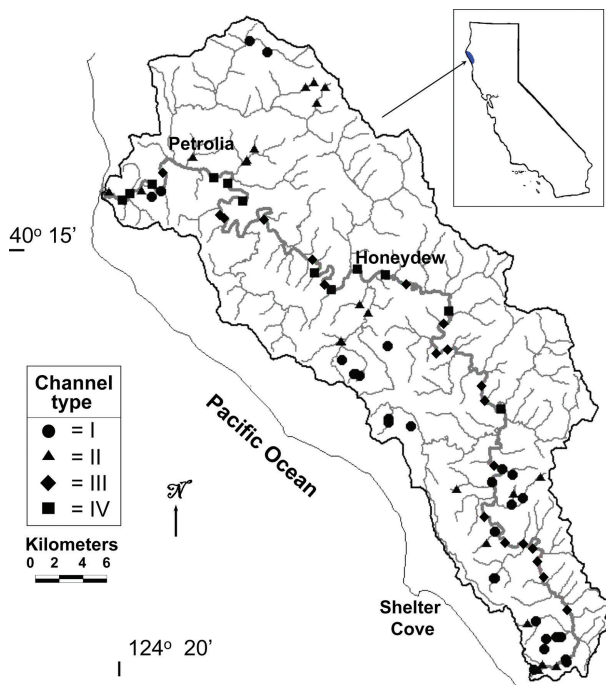 Petrolia
40° 15’
Honeydew
Channel
type
= I
= II
= III
= IV
Pacific Ocean
N
Kilometers
0 2 4 6
Shelter
Cove
124° 20’